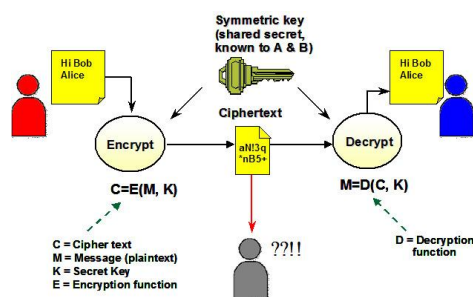 Symmetric key
(shared secret,
known to A & B)
Hi Bob
Alice
Hi Bob
Alice
Ciphertext
Encrypt
aN!3q
*nB5+
Decrypt
C=E(M, K)
M=D(C, K)
??!!
C = Cipher text
M = Message (plaintext)
K = Secret Key
E = Encryption function
D = Decryption
function